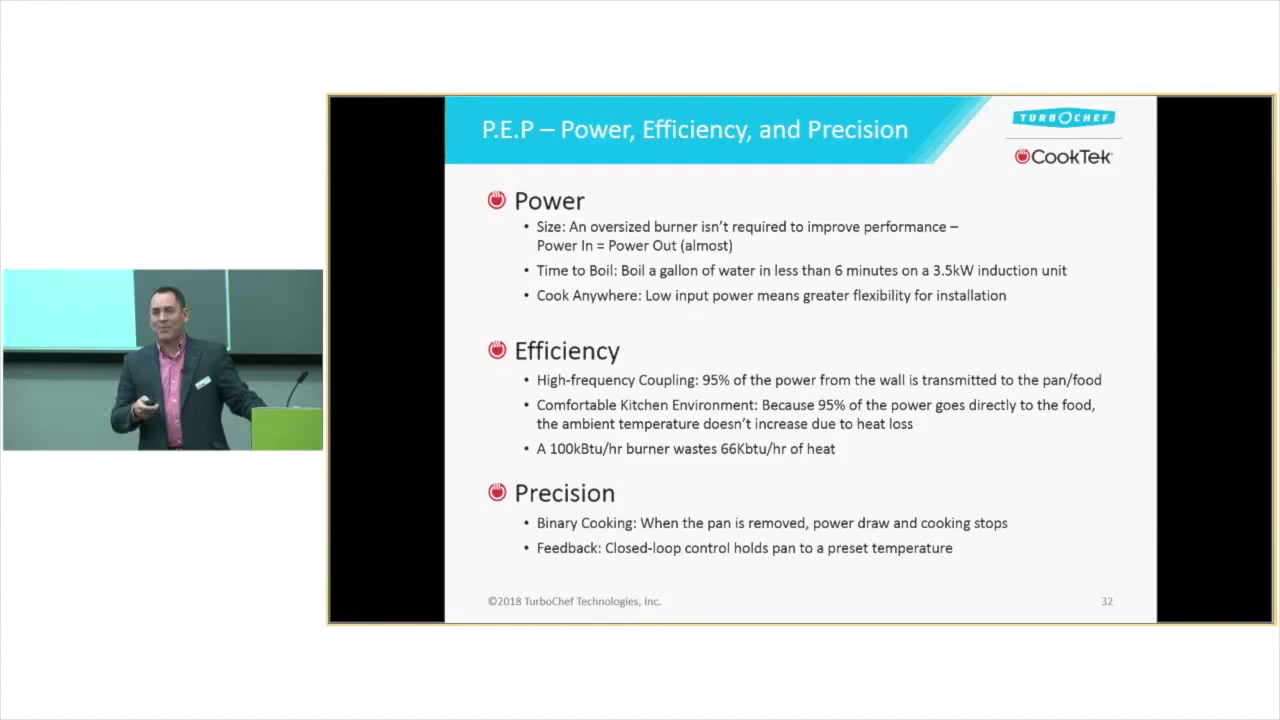 P.E.P – Power, Efficiency, and Precision
TURBOCHEF
CookTek
Power
• Size: An oversized burner isn't required to improve performance –
Power In = Power Out (almost)
• Time to Boil: Boil a gallon of water in less than 6 minutes on a 3.5kW induction unit
• Cook Anywhere: Low input power means greater flexibility for installation
Efficiency
• High-frequency Coupling: 95% of the power from the wall is transmitted to the pan/food
• Comfortable Kitchen Environment: Because 95% of the power goes directly to the food,
the ambient temperature doesn't increase due to heat loss
• A 100kBtu/hr burner wastes 66Kbtu/hr of heat
Precision
• Binary Cooking: When the pan is removed, power draw and cooking stops
• Feedback: Closed-loop control holds pan to a preset temperature
©2018 TurboChef Technologies, Inc.
32